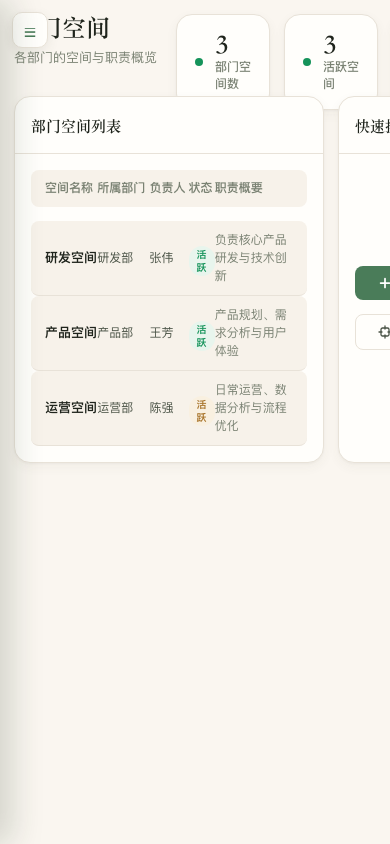 门空间
各部门的空间与职责概览
3
部门空
间数
3
活跃空
间
部门空间列表
空间名称 所属部门 负责人 状态 职责概要
研发空间 研发部 张伟 活跃 负责核心产品
研发与技术创
新
产品空间 产品部 王芳 活跃 产品规划、需
求分析与用户
体验
运营空间 运营部 陈强 活跃 日常运营、数
据分析与流程
优化
快速